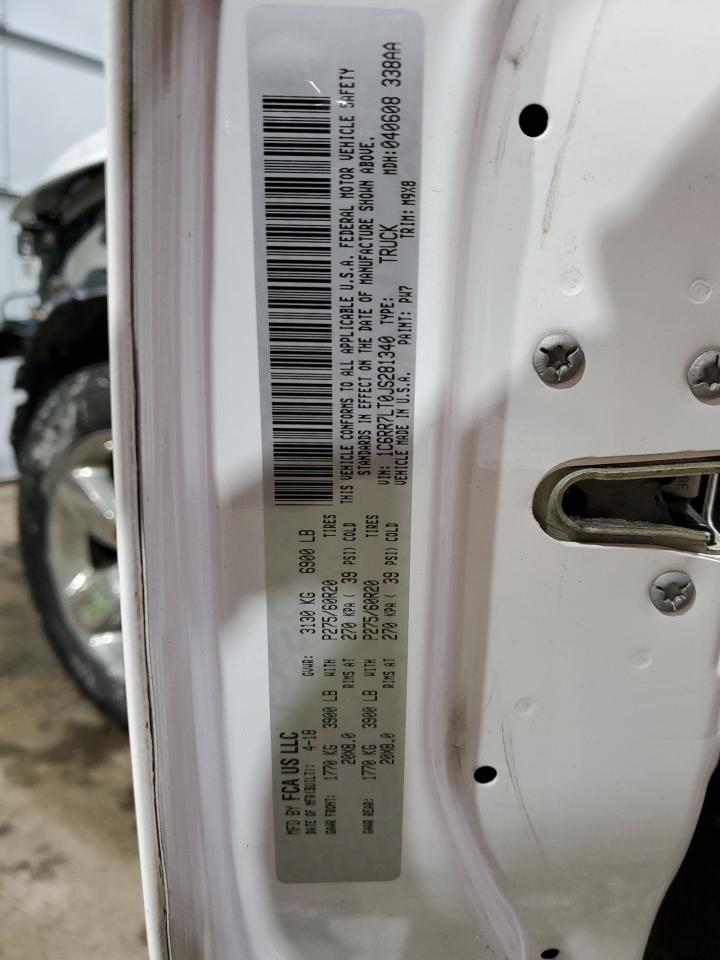 MFD BY FCA US LLC
DATE OF MFR(BUILT): 4-18 GVWR: 3130 KG 6900 LB
GAWR FRONT: 1770 KG 3900 LB WITH P275/60R20 TIRES
20X8.0 RIMS AT 270 KPA ( 39 PSI) COLD
GAWR REAR: 1770 KG 3900 LB WITH P275/60R20 TIRES
20X8.0 RIMS AT 270 KPA ( 39 PSI) COLD
THIS VEHICLE CONFORMS TO ALL APPLICABLE U.S.A. FEDERAL MOTOR VEHICLE SAFETY
STANDARDS IN EFFECT ON THE DATE OF MANUFACTURE SHOWN ABOVE.
VIN: 1C6RR7LT0JS281340 TYPE: TRUCK MDH:040608 338AA
VEHICLE MADE IN U.S.A. PAINT: PW7 TRIM: M9X8